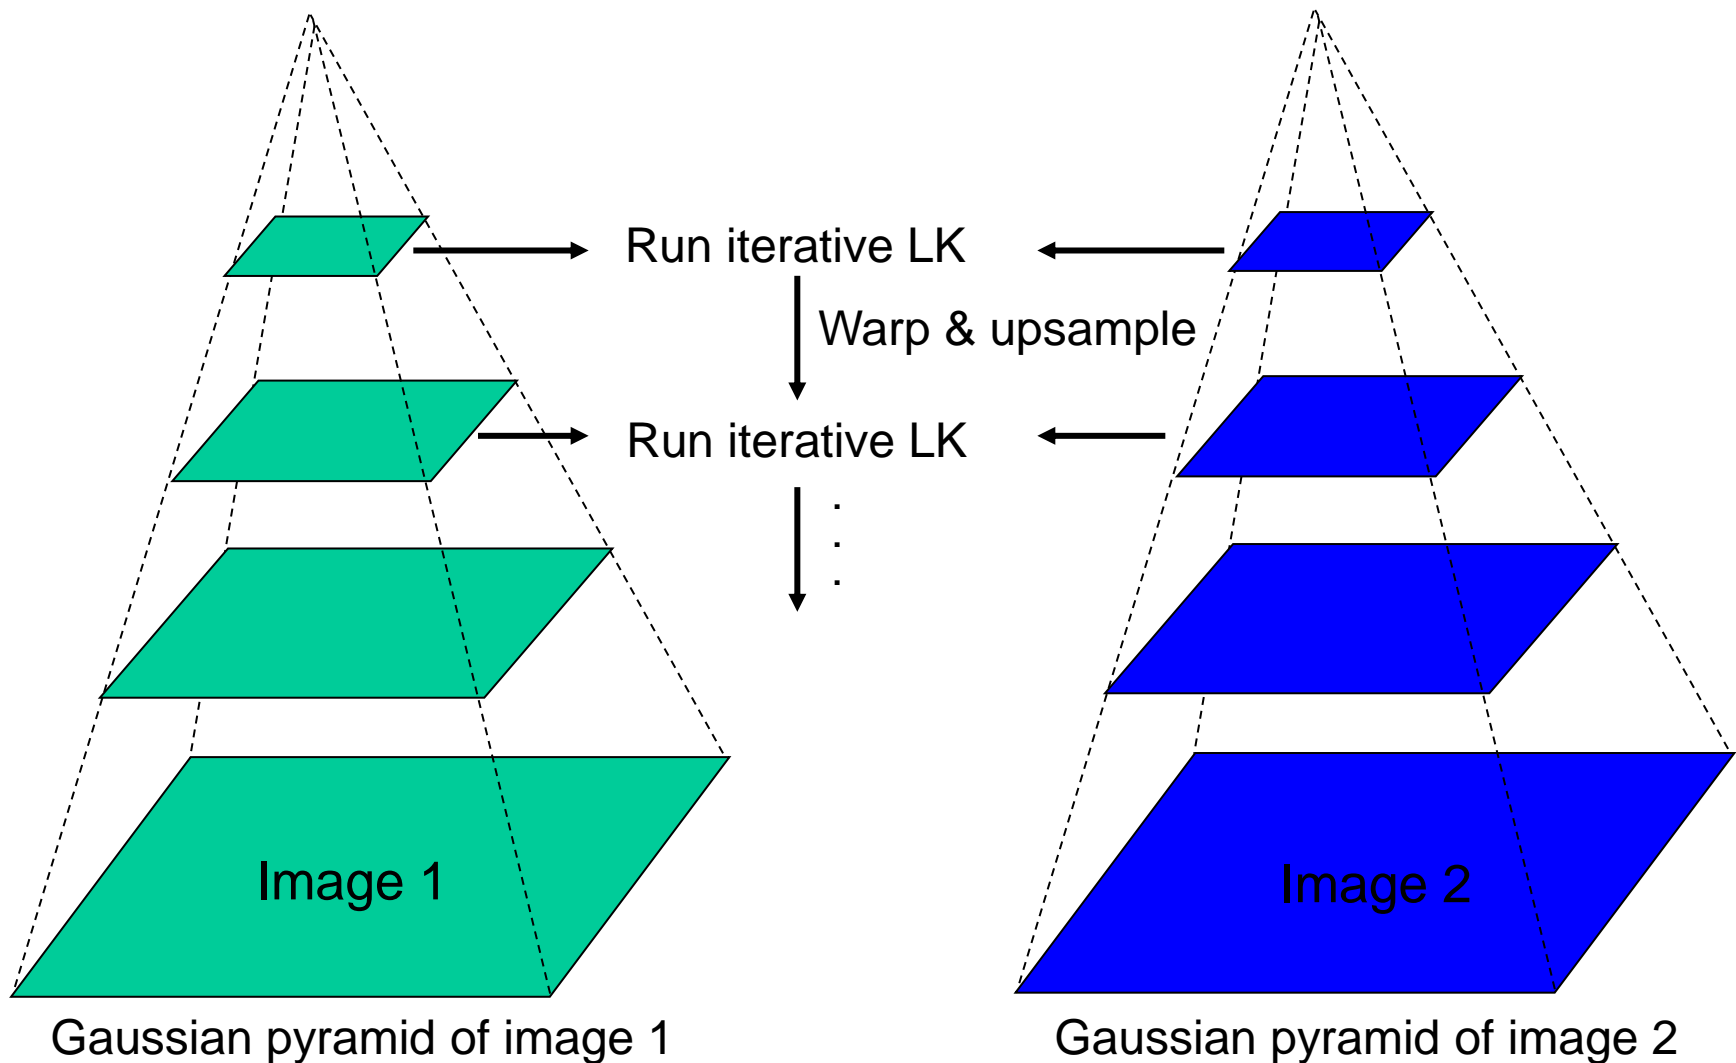 Run iterative LK
Warp & upsample
Run iterative LK
.
.
.
Image 1
Image 2
Gaussian pyramid of image 1
Gaussian pyramid of image 2